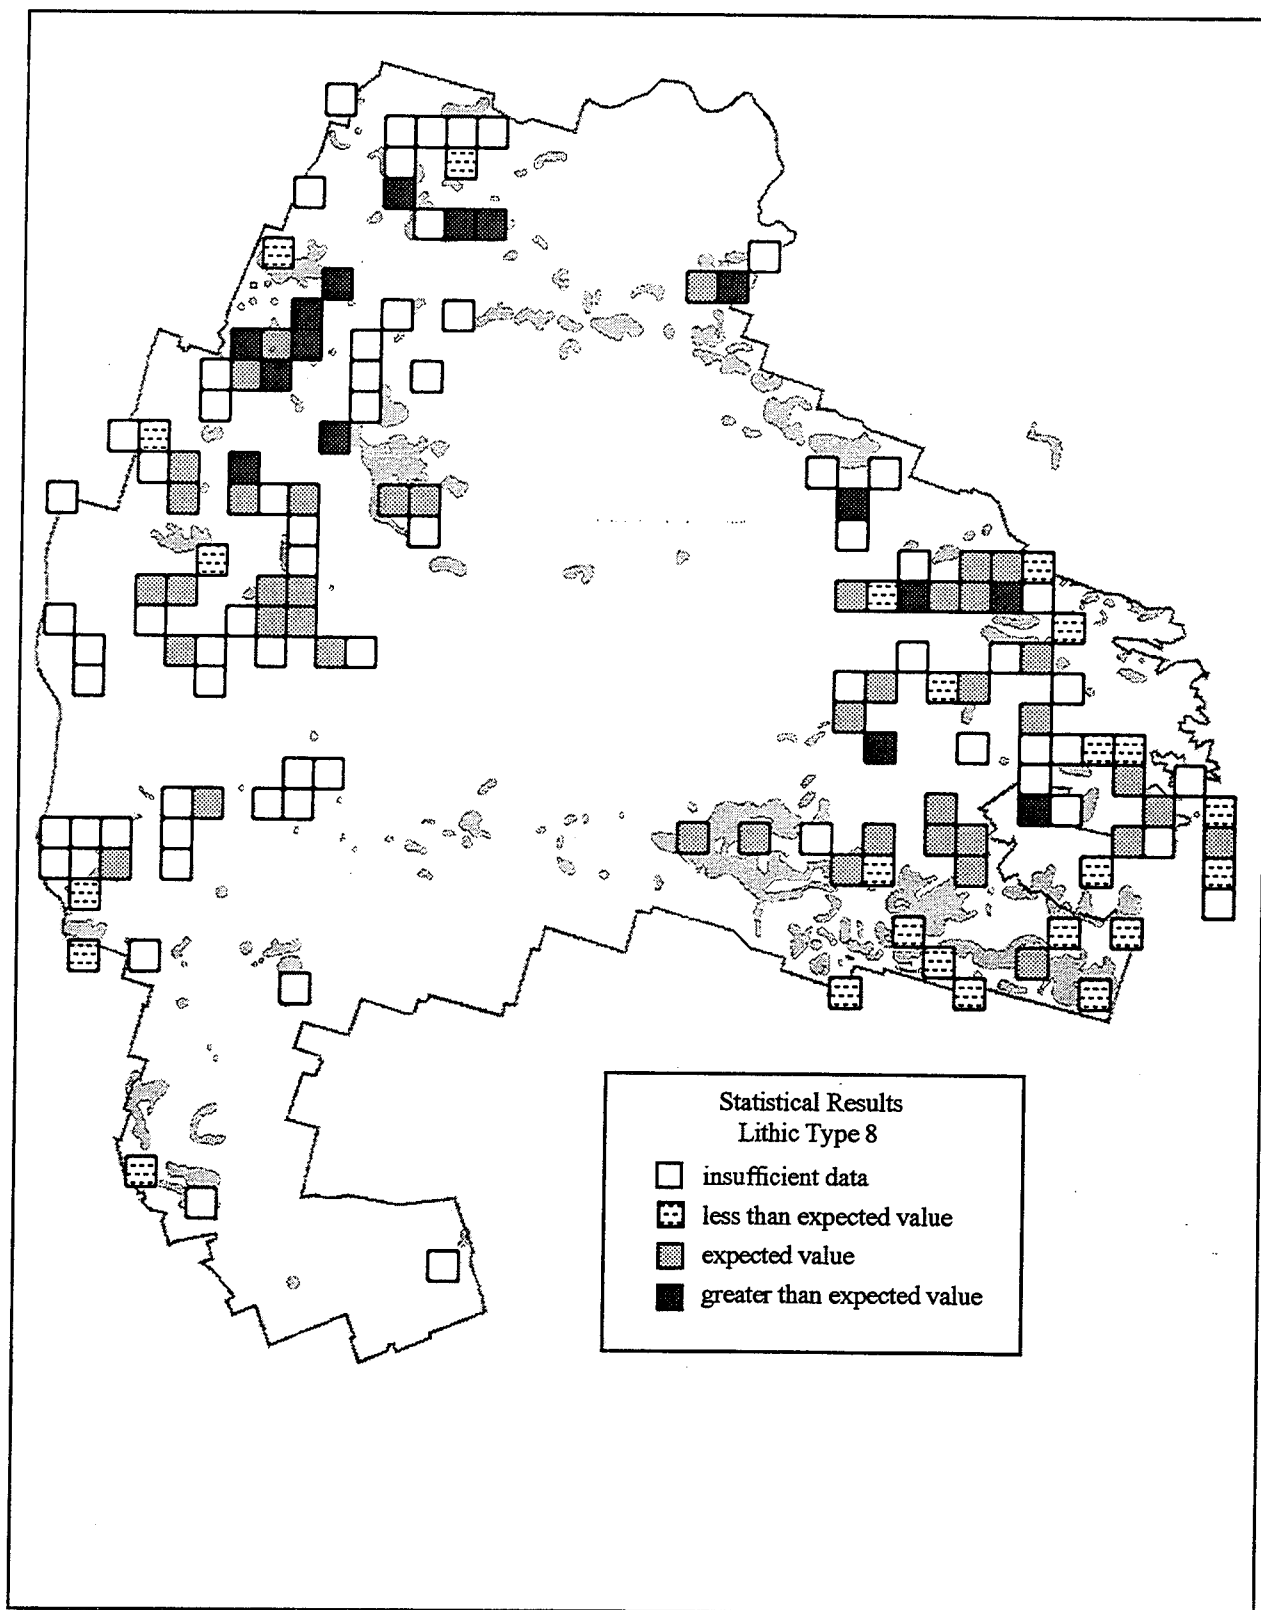 Statistical Results
Lithic Type 8
insufficient data
less than expected value
expected value
greater than expected value